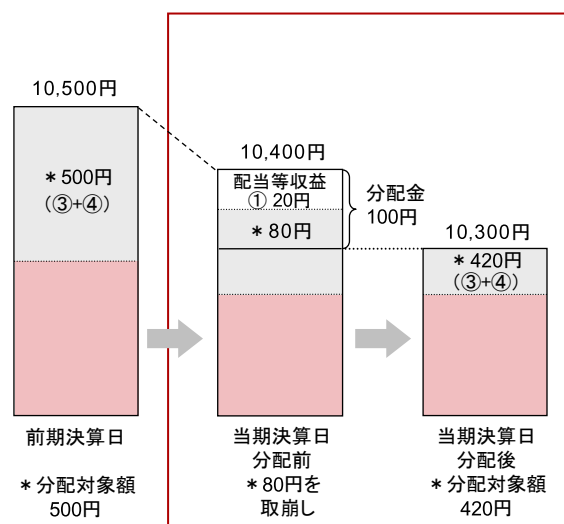 10,500円
＊500円
（③+④）
前期決算日
＊分配対象額
500円
10,400円
配当等収益
① 20円
＊80円
分配金
100円
当期決算日
分配前
＊80円を
取崩し
10,300円
＊420円
（③+④）
当期決算日
分配後
＊分配対象額
420円